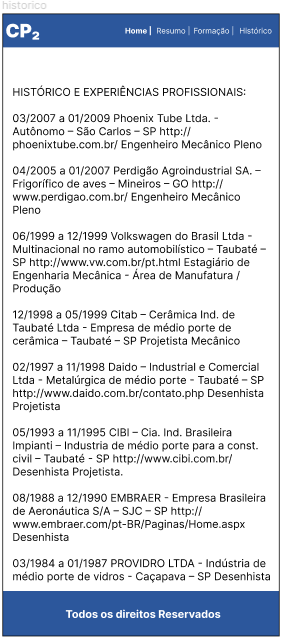 historico
CP₂
Home | Resumo | Formação | Histórico
HISTÓRICO E EXPERIÊNCIAS PROFISSIONAIS:
03/2007 a 01/2009 Phoenix Tube Ltda. -
Autônomo – São Carlos – SP http://
phoenixtube.com.br/ Engenheiro Mecânico Pleno
04/2005 a 01/2007 Perdigão Agroindustrial SA. –
Frigorífico de aves – Mineiros – GO http://
www.perdigao.com.br/ Engenheiro Mecânico
Pleno
06/1999 a 12/1999 Volkswagen do Brasil Ltda -
Multinacional no ramo automobilístico – Taubaté –
SP http://www.vw.com.br/pt.html Estagiário de
Engenharia Mecânica - Área de Manufatura /
Produção
12/1998 a 05/1999 Citab – Cerâmica Ind. de
Taubaté Ltda - Empresa de médio porte de
cerâmica – Taubaté – SP Projetista Mecânico
02/1997 a 11/1998 Daido – Industrial e Comercial
Ltda - Metalúrgica de médio porte - Taubaté – SP
http://www.daido.com.br/contato.php Desenhista
Projetista
05/1993 a 11/1995 CIBI – Cia. Ind. Brasileira
Impianti – Industria de médio porte para a const.
civil – Taubaté - SP http://www.cibi.com.br/
Desenhista Projetista.
08/1988 a 12/1990 EMBRAER - Empresa Brasileira
de Aeronáutica S/A – SJC – SP http://
www.embraer.com/pt-BR/Paginas/Home.aspx
Desenhista
03/1984 a 01/1987 PROVIDRO LTDA - Indústria de
médio porte de vidros - Caçapava – SP Desenhista
Todos os direitos Reservados